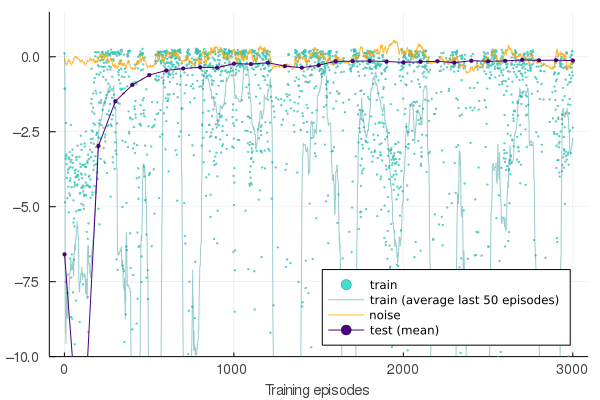 0.0
−2.5
−5.0
−7.5
−10.0
train
train (average last 50 episodes)
noise
test (mean)
0 1000 2000 3000
Training episodes